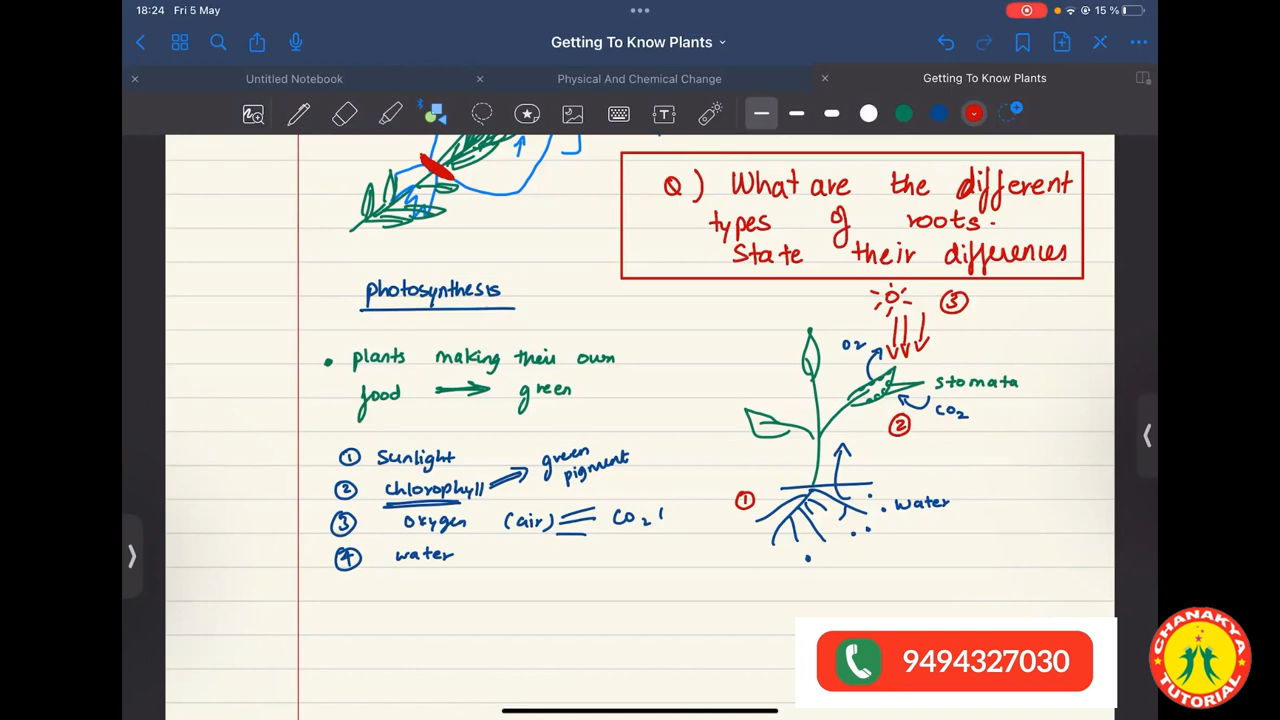 18:24 Fri 5 May
15 %
Getting To Know Plants
Untitled Notebook
Physical And Chemical Change
Getting To Know Plants
Q) What are the different
types of roots.
State their differences
photosynthesis
• plants making their own
food → green
① Sunlight
② chlorophyll → green
pigment
③ oxygen (air) CO2
④ water
③
O2
stomata
CO2
②
①
water
9494327030
CHANAKYA
TUTORIAL